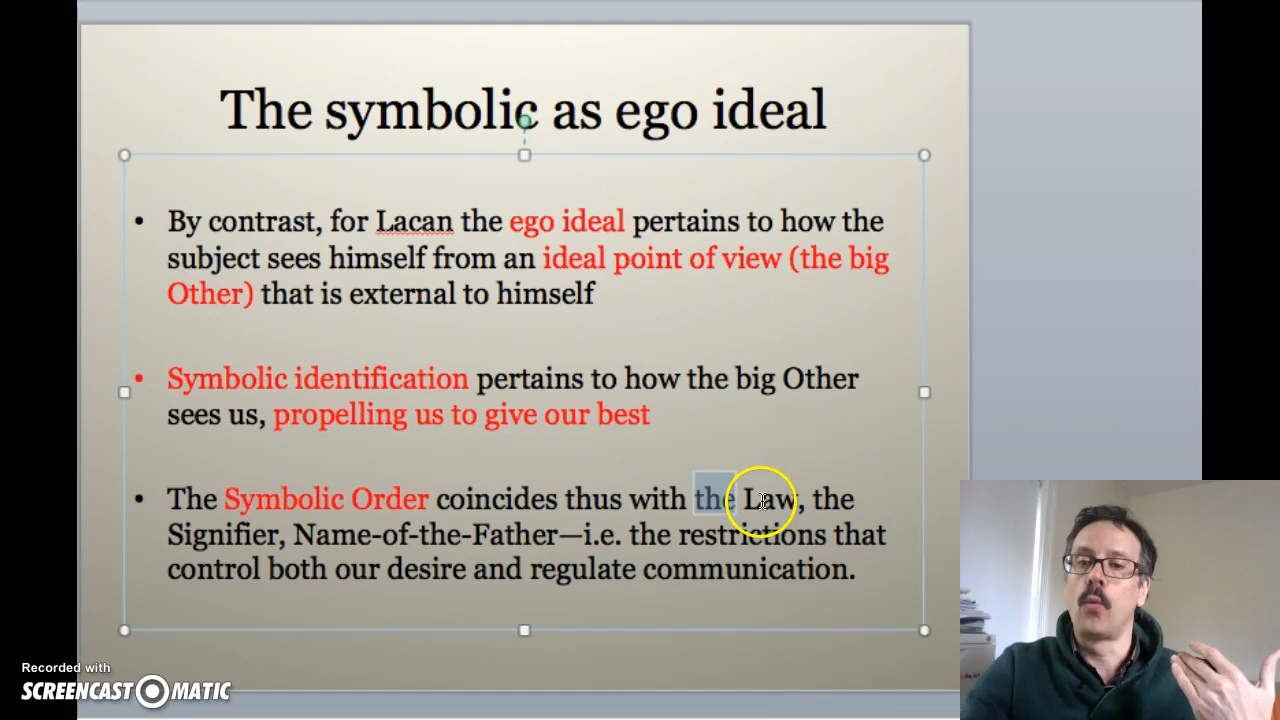 The symbolic as ego ideal
• By contrast, for Lacan the ego ideal pertains to how the
subject sees himself from an ideal point of view (the big
Other) that is external to himself
• Symbolic identification pertains to how the big Other
sees us, propelling us to give our best
• The Symbolic Order coincides thus with the Law, the
Signifier, Name-of-the-Father—i.e. the restrictions that
control both our desire and regulate communication.
Recorded with
SCREENCAST MATIC